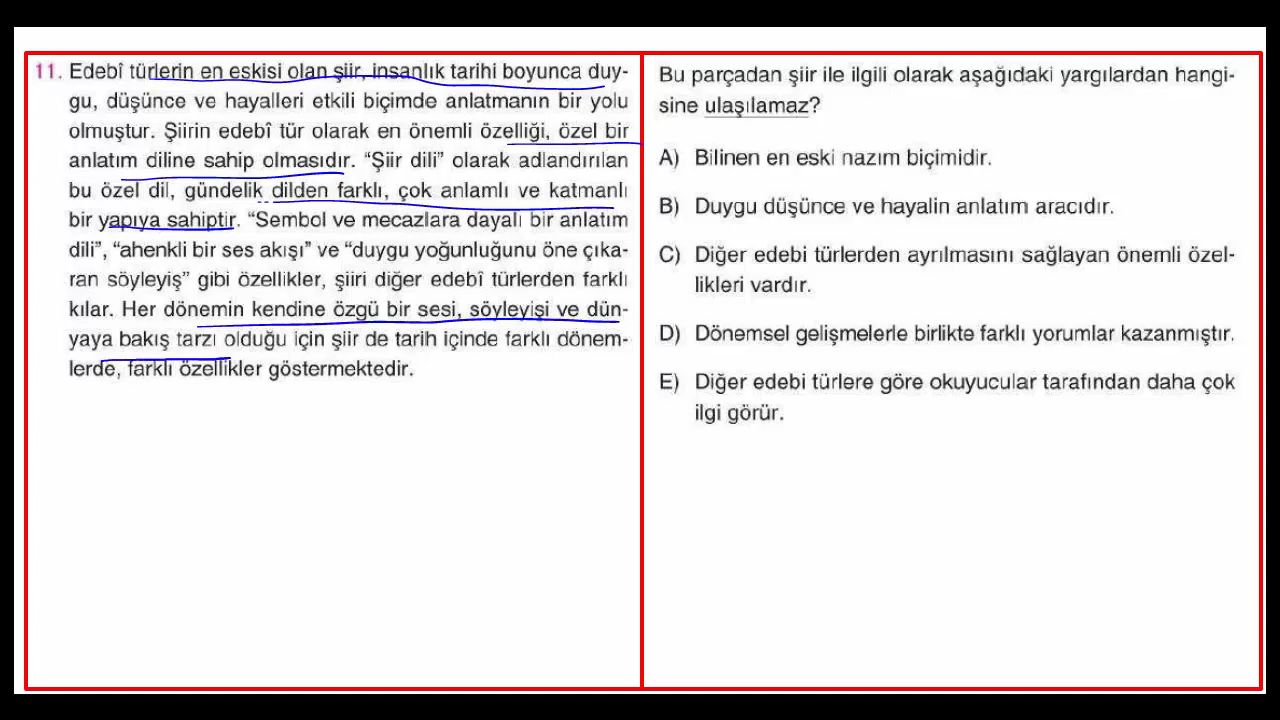 11. Edebî türlerin en eskisi olan şiir, insanlık tarihi boyunca duy-
gu, düşünce ve hayalleri etkili biçimde anlatmanın bir yolu
olmuştur. Şiirin edebî tür olarak en önemli özelliği, özel bir
anlatım diline sahip olmasıdır. “Şiir dili” olarak adlandırılan
bu özel dil, gündelik dilden farklı, çok anlamlı ve katmanlı
bir yapıya sahiptir. “Sembol ve mecazlara dayalı bir anlatım
dili”, “ahenkli bir ses akışı” ve “duygu yoğunluğunu öne çıka-
ran söyleyiş” gibi özellikler, şiiri diğer edebî türlerden farklı
kılar. Her dönemin kendine özgü bir sesi, söyleyişi ve dün-
yaya bakış tarzı olduğu için şiir de tarih içinde farklı dönem-
lerde, farklı özellikler göstermektedir.
Bu parçadan şiir ile ilgili olarak aşağıdaki yargılardan hangi-
sine ulaşılamaz?
A) Bilinen en eski nazım biçimidir.
B) Duygu düşünce ve hayalin anlatım aracıdır.
C) Diğer edebi türlerden ayrılmasını sağlayan önemli özel-
likleri vardır.
D) Dönemsel gelişmelerle birlikte farklı yorumlar kazanmıştır.
E) Diğer edebi türlere göre okuyucular tarafından daha çok
ilgi görür.